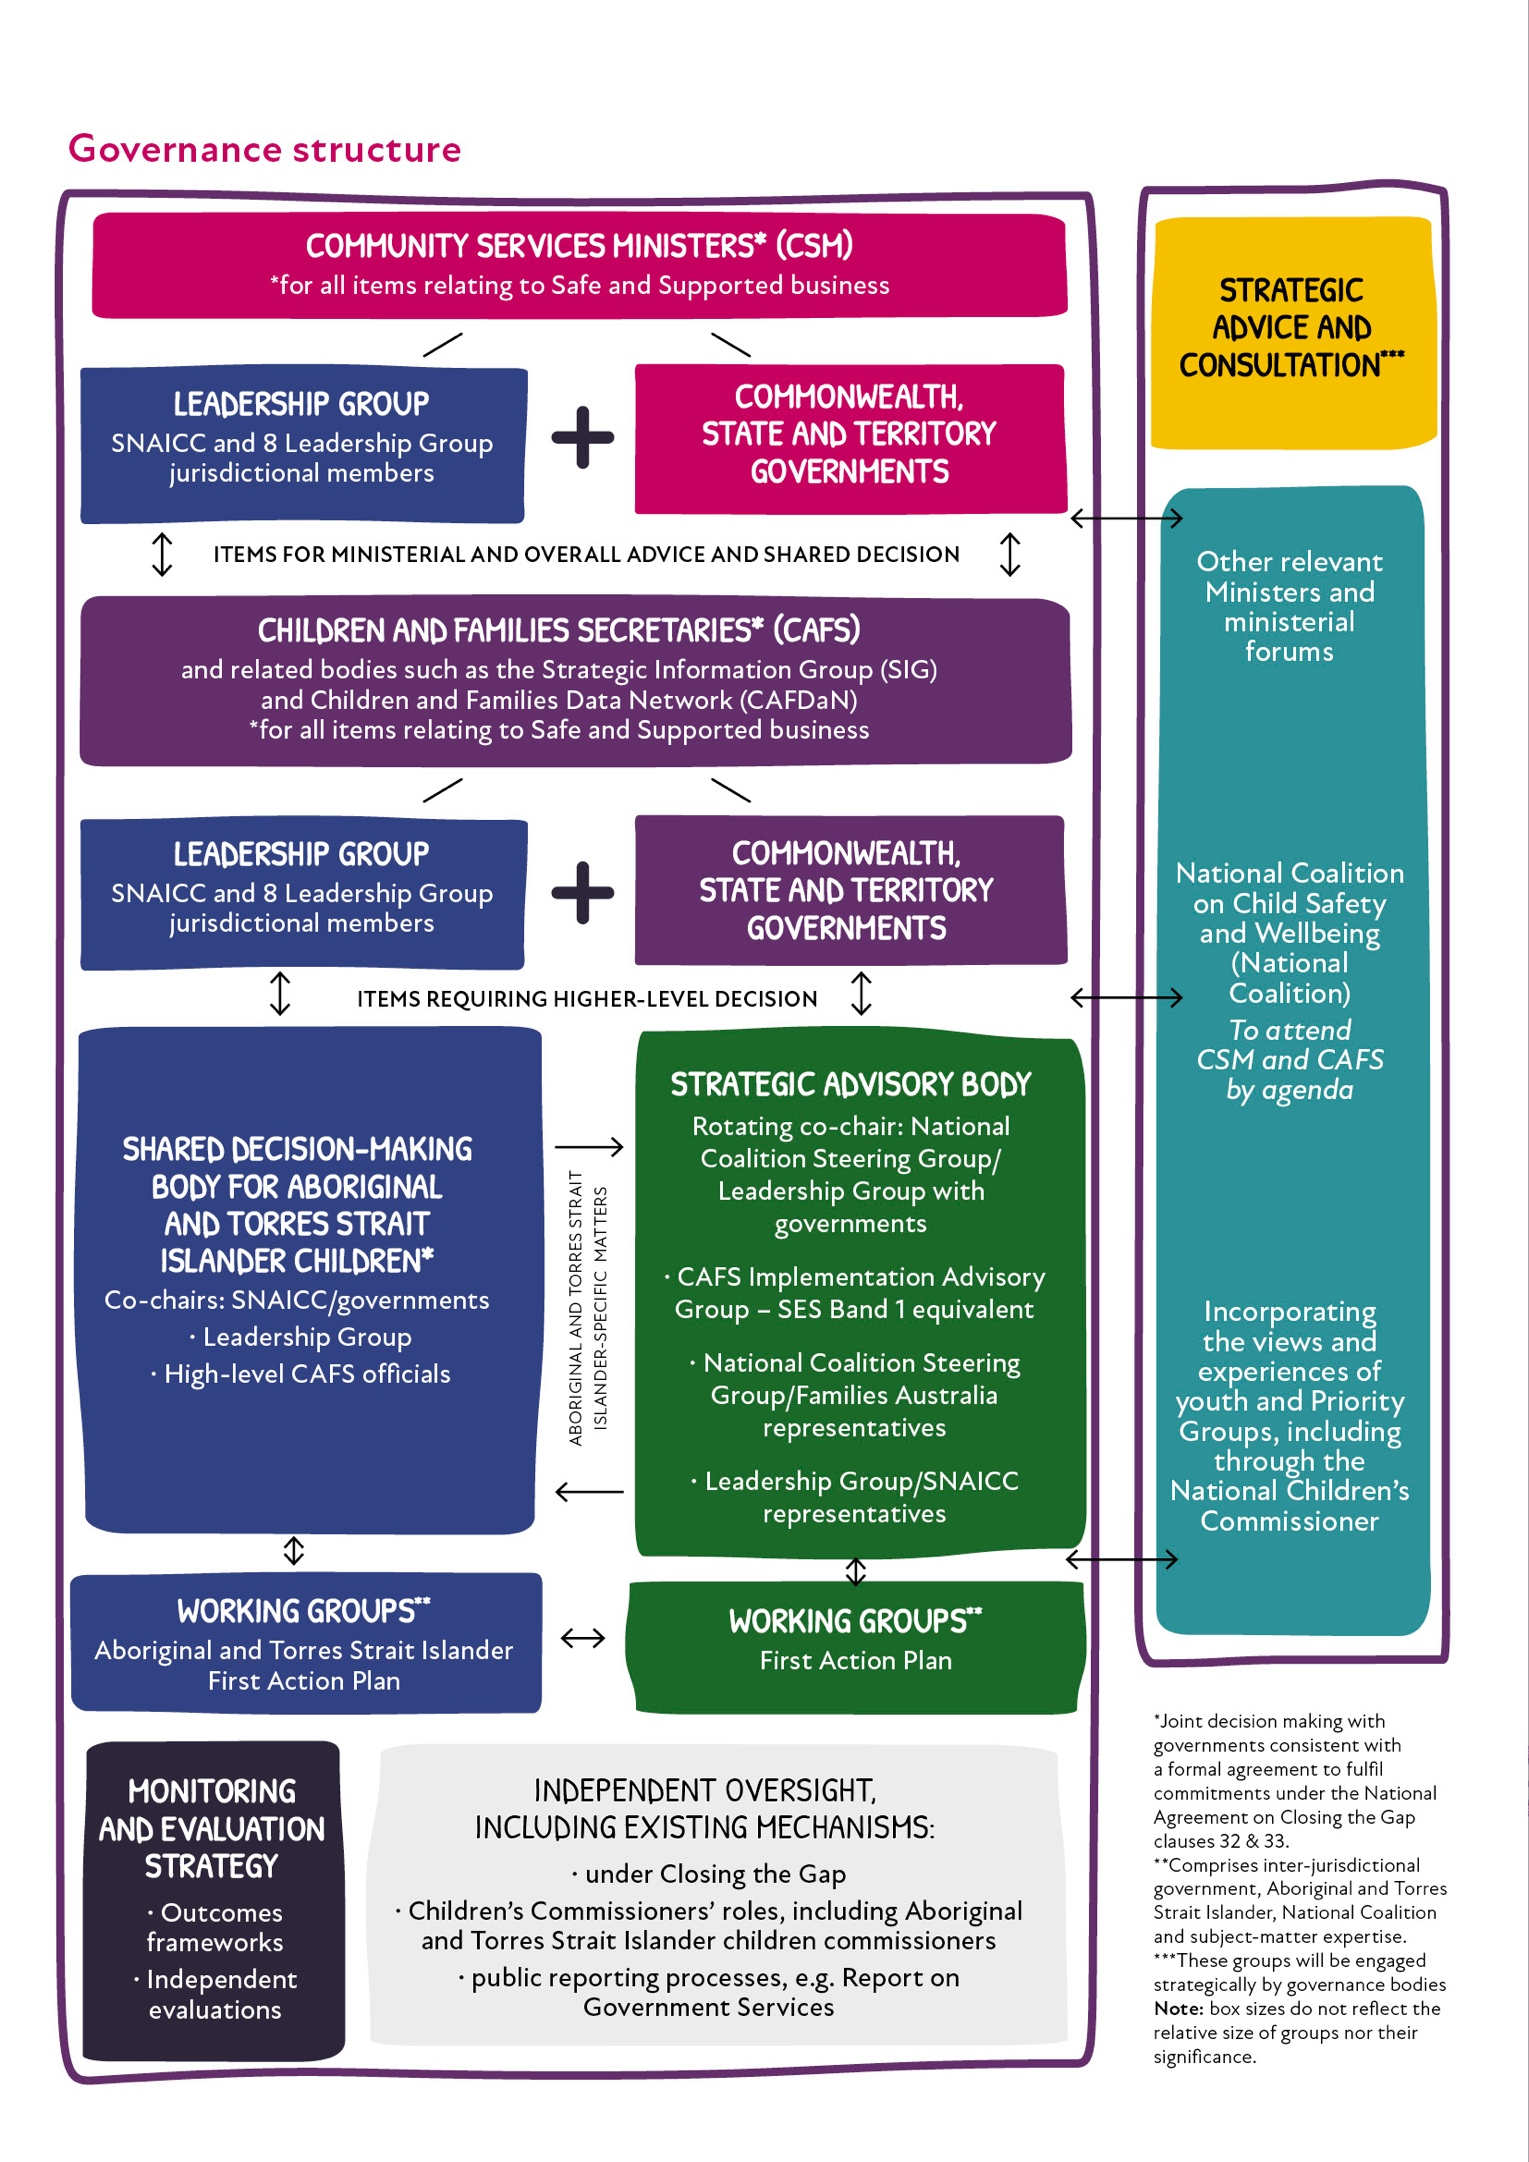 Governance structure
COMMUNITY SERVICES MINISTERS* (CSM)
*for all items relating to Safe and Supported business
LEADERSHIP GROUP
SNAICC and 8 Leadership Group
jurisdictional members
+
COMMONWEALTH,
STATE AND TERRITORY
GOVERNMENTS
ITEMS FOR MINISTERIAL AND OVERALL ADVICE AND SHARED DECISION
CHILDREN AND FAMILIES SECRETARIES* (CAFS)
and related bodies such as the Strategic Information Group (SIG)
and Children and Families Data Network (CAFDaN)
*for all items relating to Safe and Supported business
LEADERSHIP GROUP
SNAICC and 8 Leadership Group
jurisdictional members
+
COMMONWEALTH,
STATE AND TERRITORY
GOVERNMENTS
ITEMS REQUIRING HIGHER-LEVEL DECISION
SHARED DECISION-MAKING
BODY FOR ABORIGINAL
AND TORRES STRAIT
ISLANDER CHILDREN*
Co-chairs: SNAICC/governments
· Leadership Group
· High-level CAFS officials
ABORIGINAL AND TORRES STRAIT
ISLANDER-SPECIFIC MATTERS
STRATEGIC ADVISORY BODY
Rotating co-chair: National
Coalition Steering Group/
Leadership Group with
governments
· CAFS Implementation Advisory
Group – SES Band 1 equivalent
· National Coalition Steering
Group/Families Australia
representatives
· Leadership Group/SNAICC
representatives
WORKING GROUPS**
Aboriginal and Torres Strait Islander
First Action Plan
WORKING GROUPS**
First Action Plan
MONITORING
AND EVALUATION
STRATEGY
· Outcomes
frameworks
· Independent
evaluations
INDEPENDENT OVERSIGHT,
INCLUDING EXISTING MECHANISMS:
· under Closing the Gap
· Children's Commissioners' roles, including Aboriginal
and Torres Strait Islander children commissioners
· public reporting processes, e.g. Report on
Government Services
STRATEGIC
ADVICE AND
CONSULTATION***
Other relevant
Ministers and
ministerial
forums
National Coalition
on Child Safety
and Wellbeing
(National
Coalition)
To attend
CSM and CAFS
by agenda
Incorporating
the views and
experiences of
youth and Priority
Groups, including
through the
National Children's
Commissioner
*Joint decision making with
governments consistent with
a formal agreement to fulfil
commitments under the National
Agreement on Closing the Gap
clauses 32 & 33.
**Comprises inter-jurisdictional
government, Aboriginal and Torres
Strait Islander, National Coalition
and subject-matter expertise.
***These groups will be engaged
strategically by governance bodies
Note: box sizes do not reflect the
relative size of groups nor their
significance.